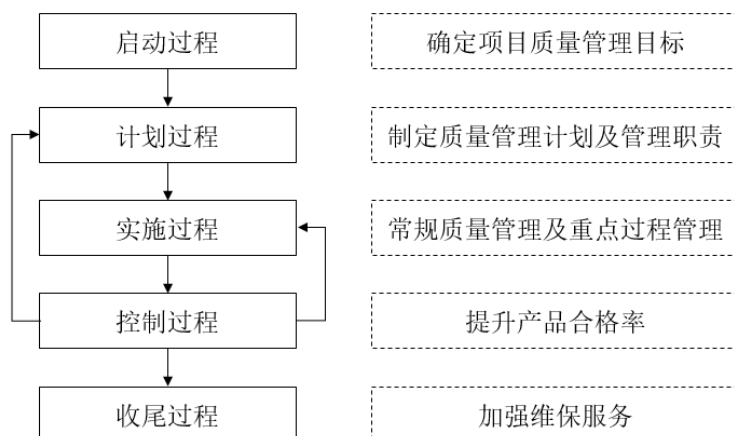 启动过程
确定项目质量管理目标
计划过程
制定质量管理计划及管理职责
实施过程
常规质量管理及重点过程管理
控制过程
提升产品合格率
收尾过程
加强维保服务